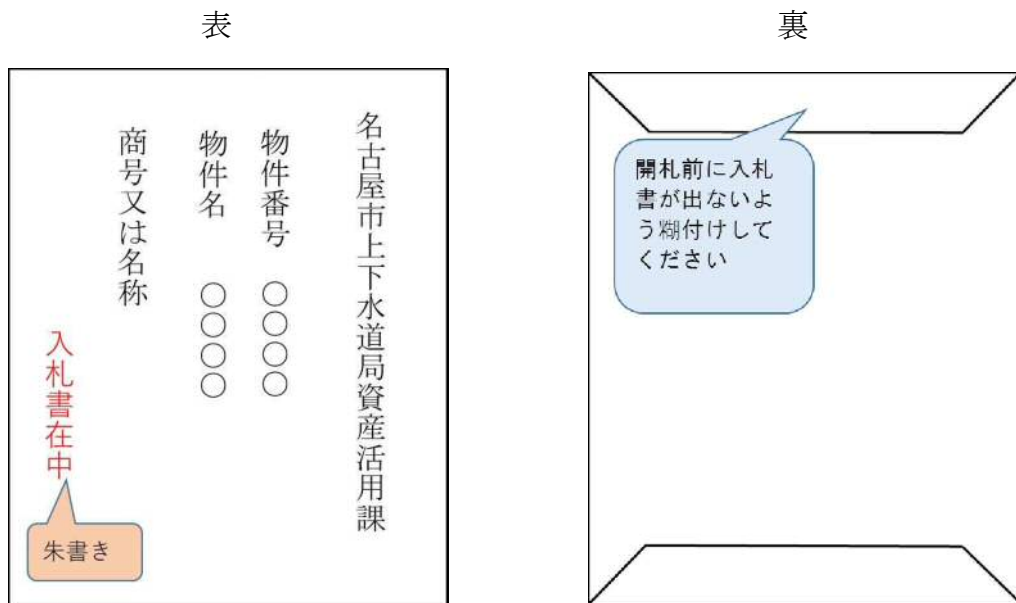 表
裏
名古屋市上下水道局資産活用課
物件番号　〇〇〇〇
物件名　〇〇〇〇
商号又は名称
入札書在中
朱書き
開札前に入札
書が出ないよ
う糊付けして
ください